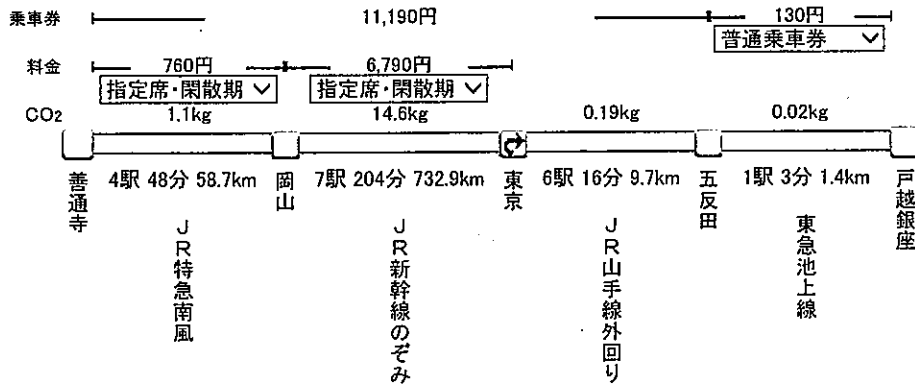 乗車券 11,190円 130円
普通乗車券
料金 760円 6,790円
指定席・閑散期 指定席・閑散期
CO2 1.1kg 14.6kg 0.19kg 0.02kg
善通寺 4駅 48分 58.7km 岡山 7駅 204分 732.9km 東京 6駅 16分 9.7km 五反田 1駅 3分 1.4km 戸越銀座
JR特急南風 JR新幹線のぞみ JR山手線外回り 東急池上線